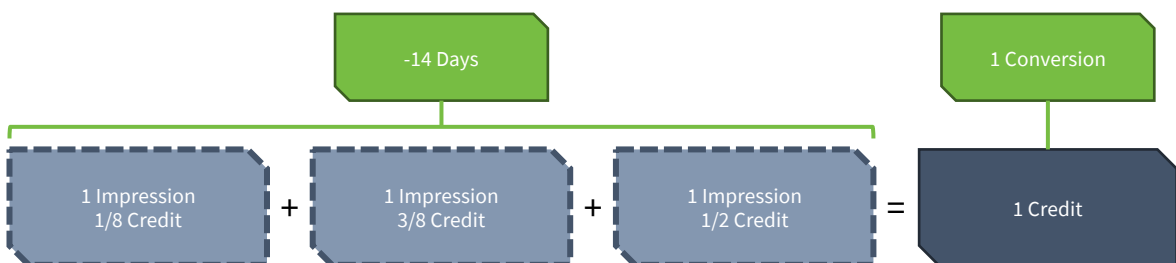 -14 Days
1 Conversion
1 Impression
1/8 Credit
+
1 Impression
3/8 Credit
+
1 Impression
1/2 Credit
=
1 Credit